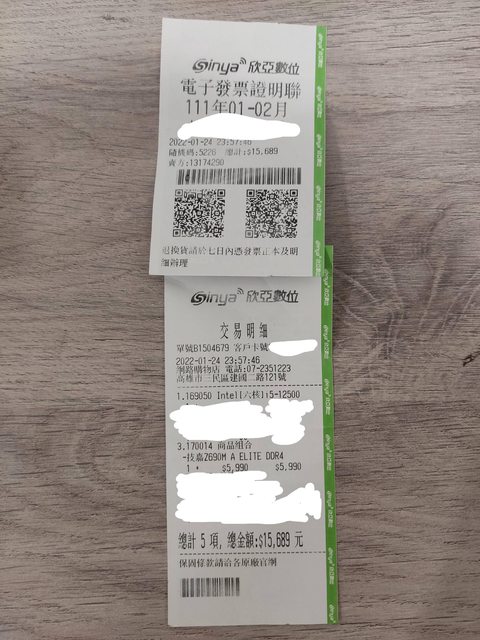 Sinya 欣亞數位
電子發票證明聯
111年01-02月
2022-01-24 23:57:46
隨機碼:5226 總計:$15,689
賣方:13174290
退換貨請於七日內憑發票正本及明
細辦理
Sinya 欣亞數位
交易明細
單號B1504679 客戶卡號
2022-01-24 23:57:46
網路購物店 電話:07-2351223
高雄市三民區建國二路121號
1.169050 Intel[六核]i5-12500
3.170014 商品組合
-技嘉Z690M A ELITE DDR4
1 * $5,990 $5,990
總計 5 項, 總金額:$15,689 元
保固條款請洽各原廠官網